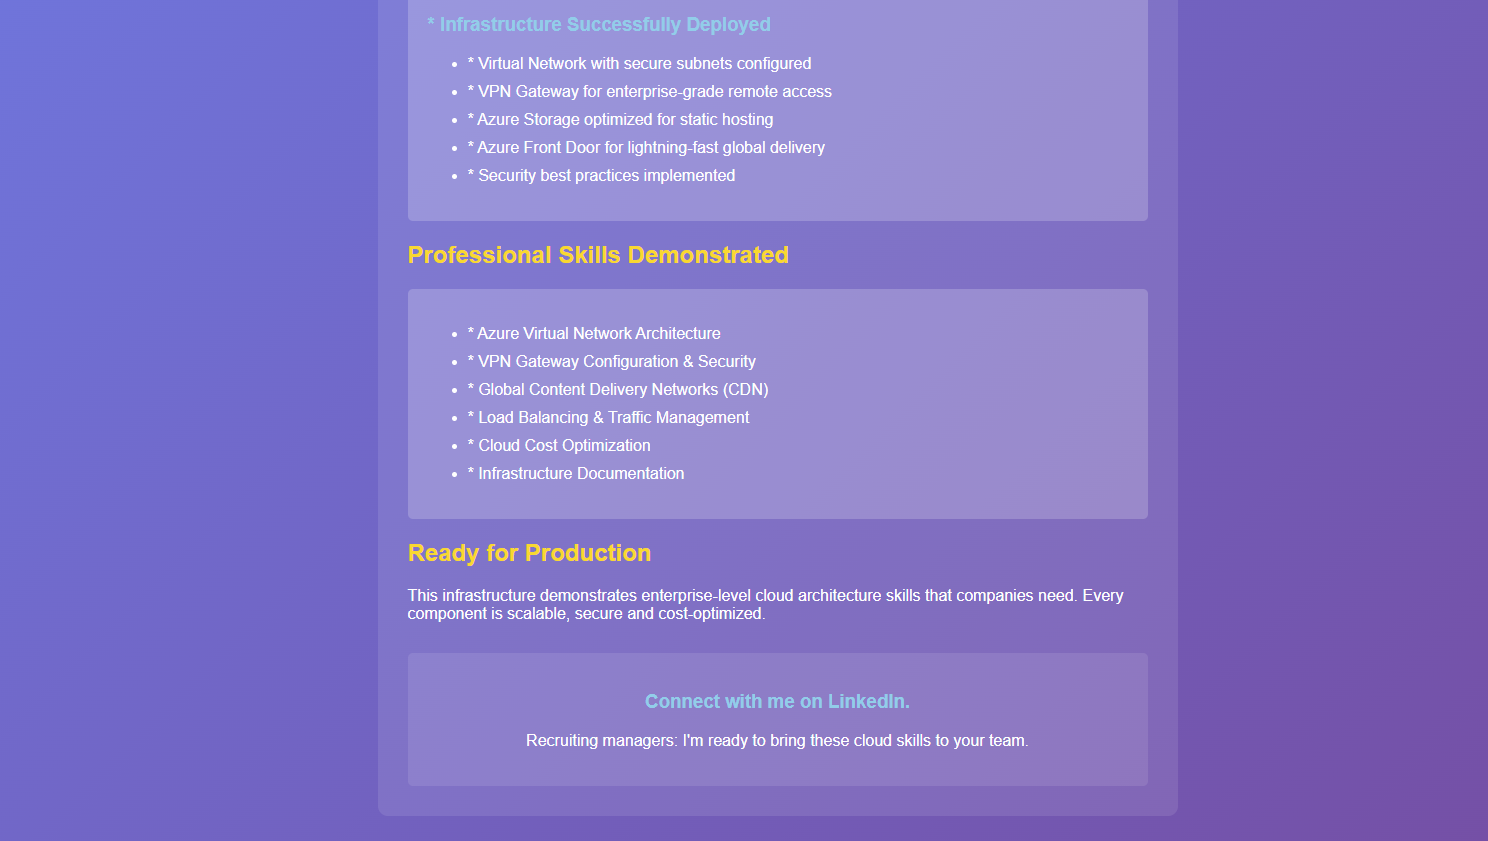 * Infrastructure Successfully Deployed
• * Virtual Network with secure subnets configured
• * VPN Gateway for enterprise-grade remote access
• * Azure Storage optimized for static hosting
• * Azure Front Door for lightning-fast global delivery
• * Security best practices implemented
Professional Skills Demonstrated
• * Azure Virtual Network Architecture
• * VPN Gateway Configuration & Security
• * Global Content Delivery Networks (CDN)
• * Load Balancing & Traffic Management
• * Cloud Cost Optimization
• * Infrastructure Documentation
Ready for Production
This infrastructure demonstrates enterprise-level cloud architecture skills that companies need. Every
component is scalable, secure and cost-optimized.
Connect with me on LinkedIn.
Recruiting managers: I'm ready to bring these cloud skills to your team.